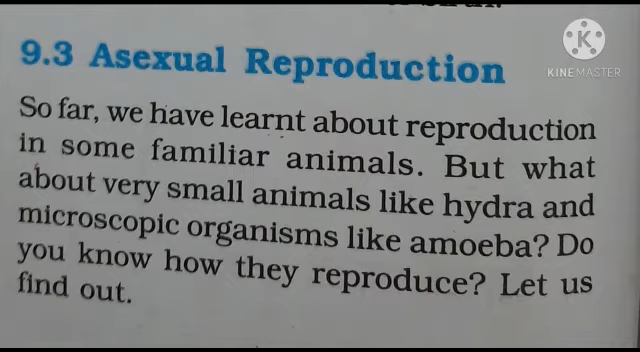 KINEMASTER
9.3 Asexual Reproduction
So far, we have learnt about reproduction
in some familiar animals. But what
about very small animals like hydra and
microscopic organisms like amoeba? Do
you know how they reproduce? Let us
find out.